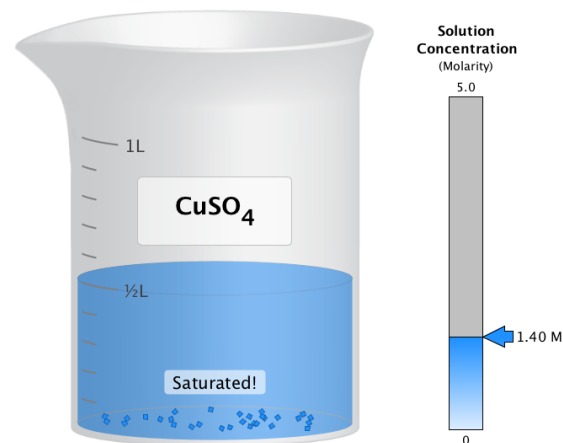 Solution
Concentration
(Molarity)
5.0
1L
CuSO₄
½L
1.40 M
Saturated!
0